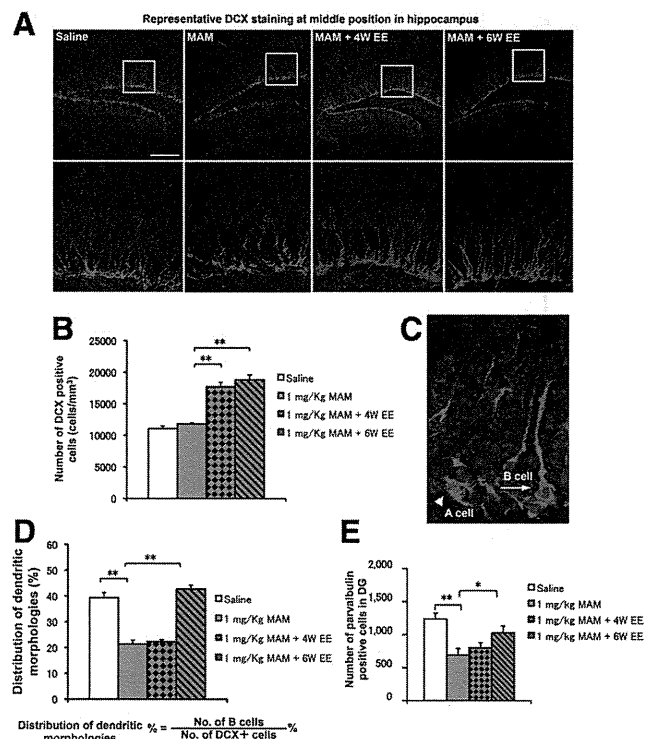 A
Representative DCX staining at middle position in hippocampus
Saline
MAM
MAM + 4W EE
MAM + 6W EE
B
Number of DCX positive
cells (cells/mm³)
25000
20000
15000
10000
5000
0
**
**
Saline
1 mg/Kg MAM
1 mg/Kg MAM + 4W EE
1 mg/Kg MAM + 6W EE
C
B cell
A cell
D
Distribution of dendritic
morphologies (%)
60
50
40
30
20
10
0
**
**
Saline
1 mg/Kg MAM
1 mg/Kg MAM + 4W EE
1 mg/Kg MAM + 6W EE
Distribution of dendritic
morphologies % = No. of B cells
No. of DCX+ cells %
E
Number of parvalbulin
positive cells in DG
2,000
1,500
1,000
500
0
**
*
Saline
1 mg/kg MAM
1 mg/kg MAM + 4W EE
1 mg/kg MAM + 6W EE